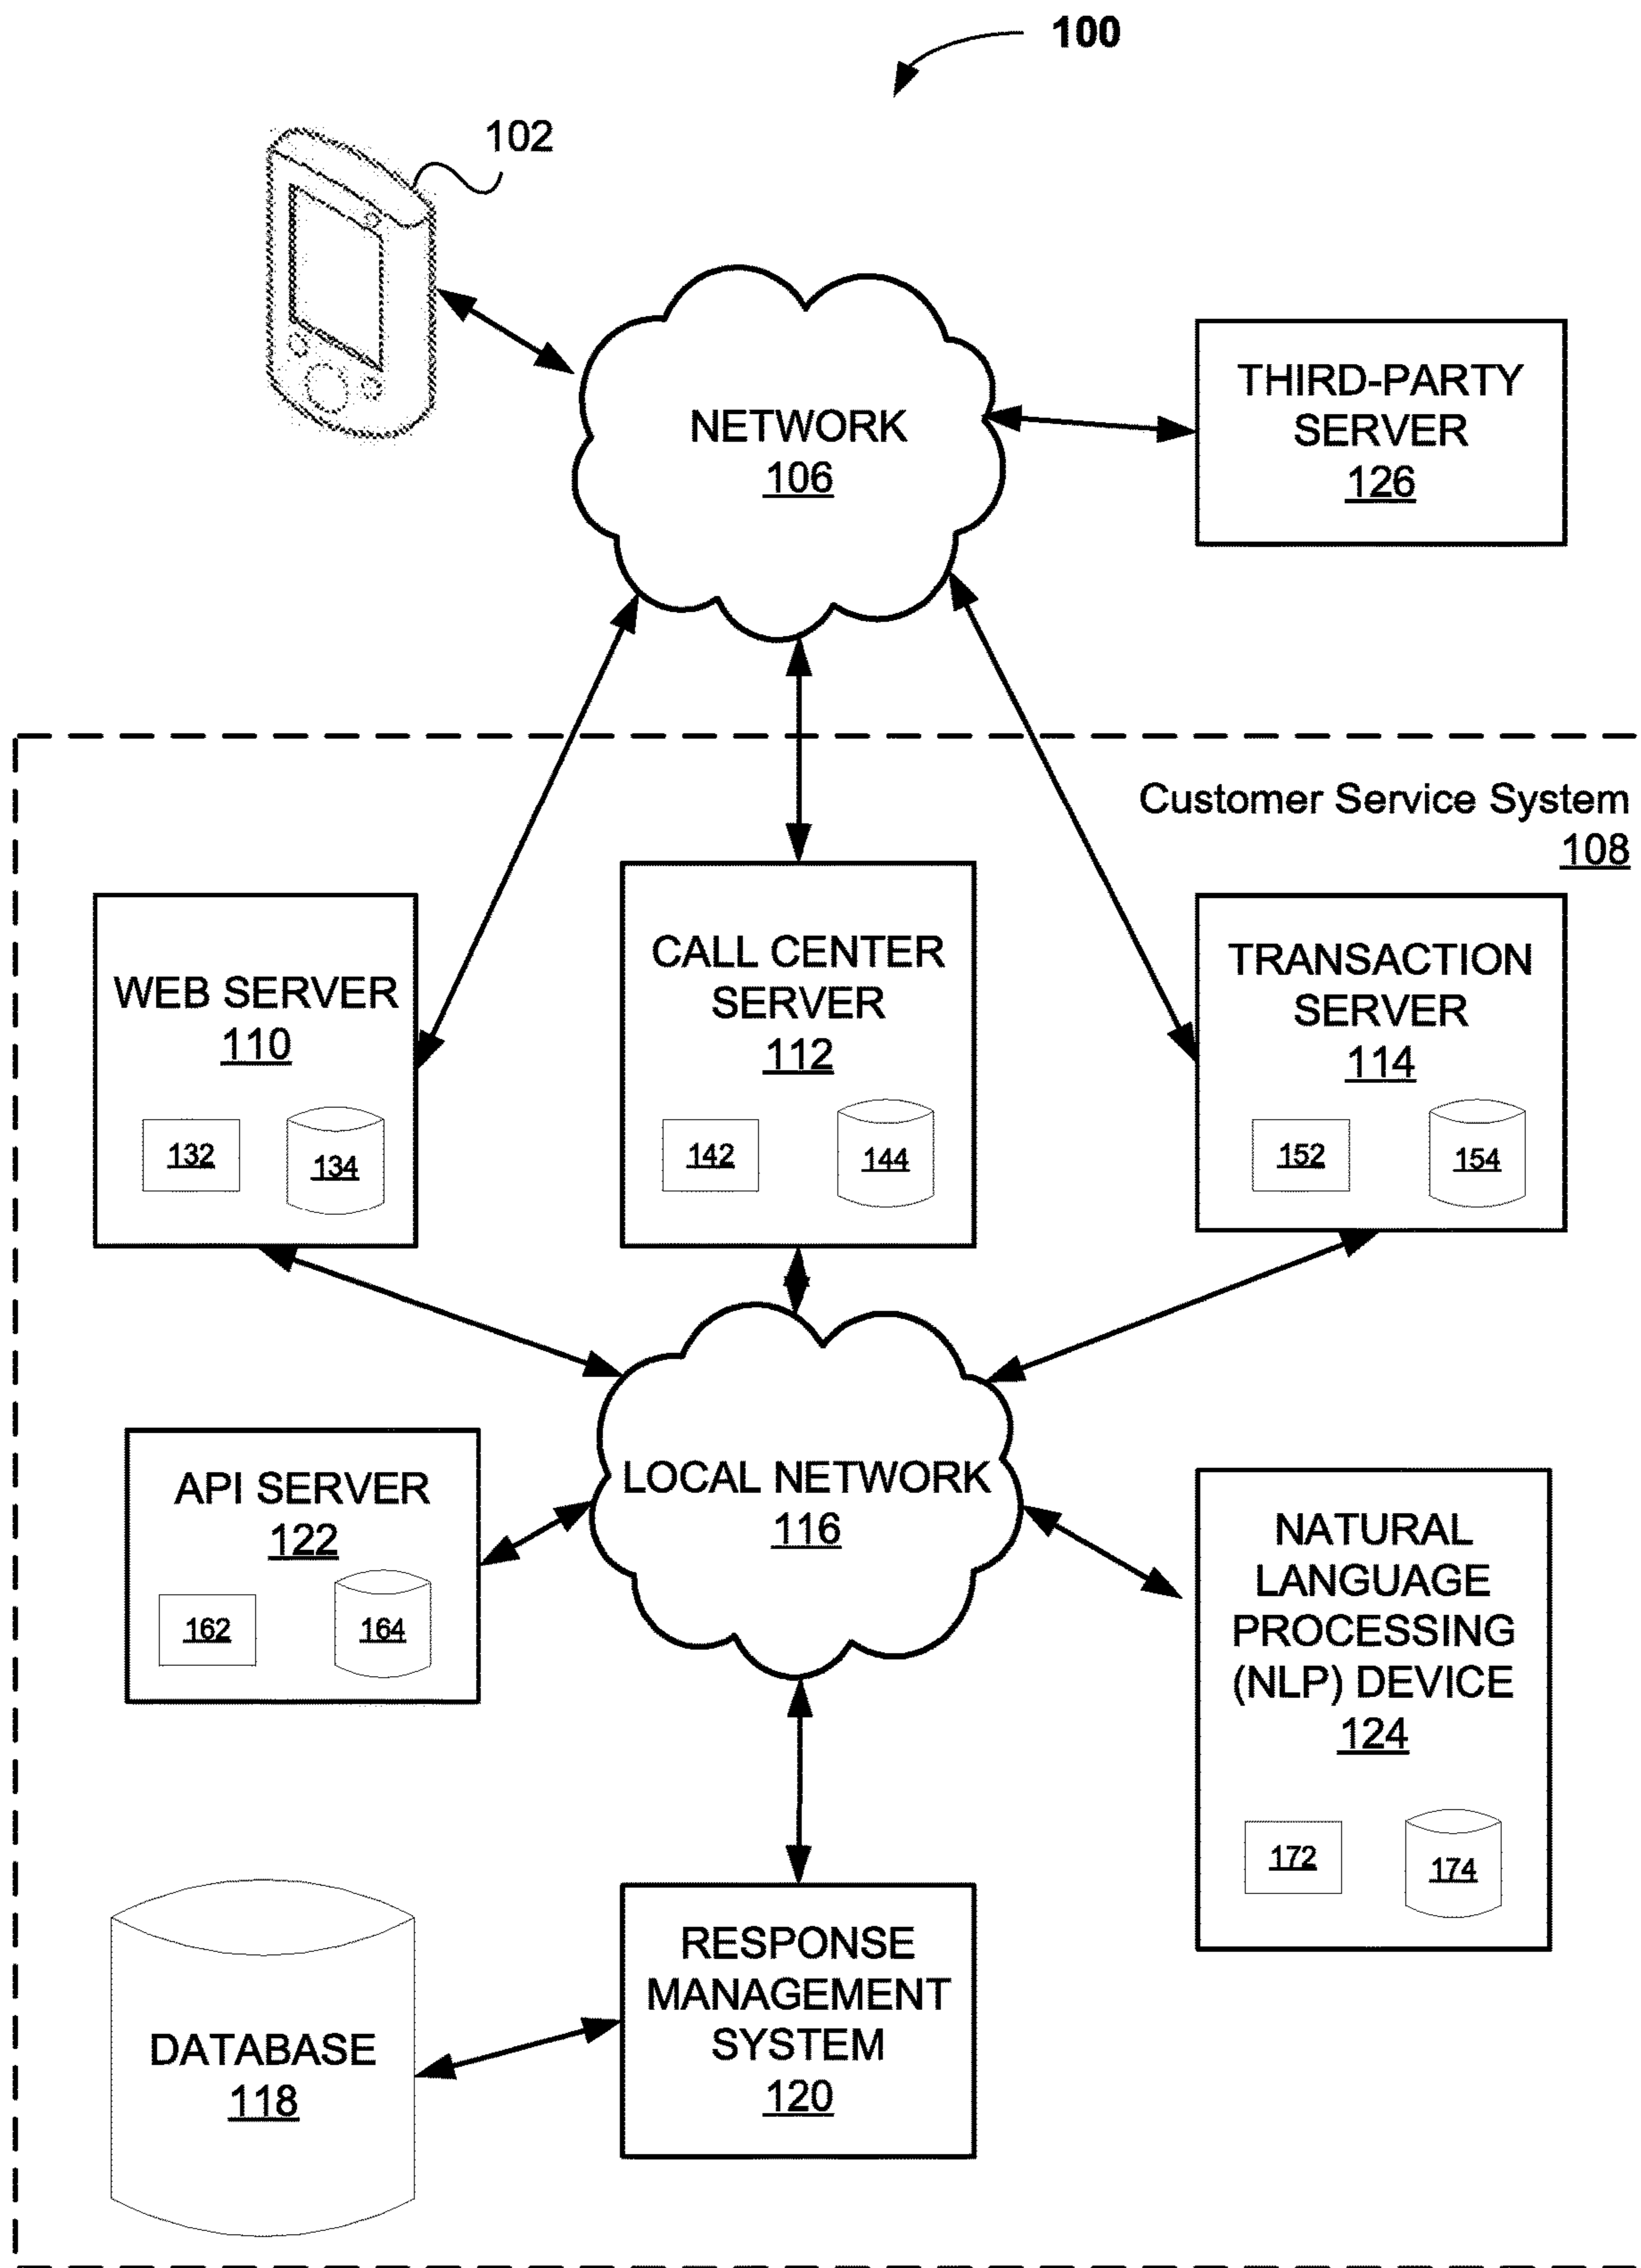 100
102
NETWORK
106
THIRD-PARTY
SERVER
126
Customer Service System
108
WEB SERVER
110
132
134
CALL CENTER
SERVER
112
142
144
TRANSACTION
SERVER
114
152
154
API SERVER
122
162
164
LOCAL NETWORK
116
NATURAL
LANGUAGE
PROCESSING
(NLP) DEVICE
124
172
174
DATABASE
118
RESPONSE
MANAGEMENT
SYSTEM
120